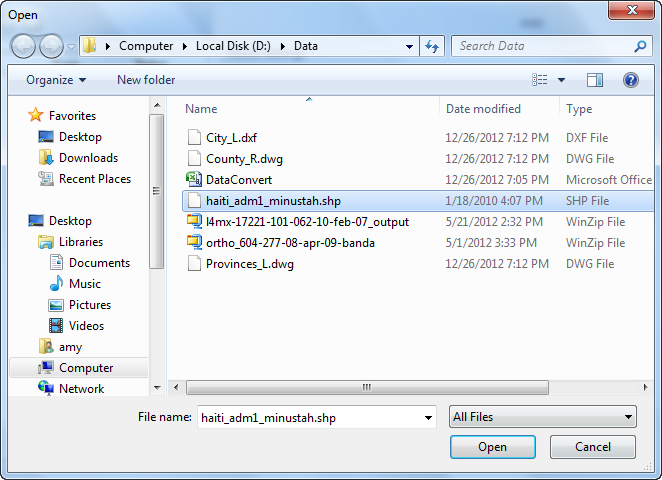 Open
Computer Local Disk (D:) Data Search Data
Organize New folder
Favorites
Desktop
Downloads
Recent Places
Desktop
Libraries
Documents
Music
Pictures
Videos
amy
Computer
Network
Name Date modified Type
City_L.dxf 12/26/2012 7:12 PM DXF File
County_R.dwg 12/26/2012 7:12 PM DWG File
DataConvert 12/26/2012 7:05 PM Microsoft Office
haiti_adm1_minustah.shp 1/18/2010 4:07 PM SHP File
l4mx-17221-101-062-10-feb-07_output 5/21/2012 2:32 PM WinZip File
ortho_604-277-08-apr-09-banda 5/1/2012 3:33 PM WinZip File
Provinces_L.dwg 12/26/2012 7:12 PM DWG File
File name: haiti_adm1_minustah.shp All Files
Open Cancel